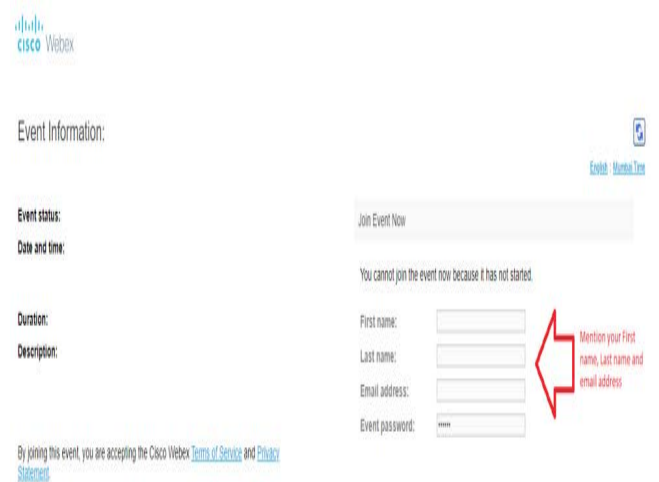 CISCO Webex
Event Information:
English : Mumbai Time
Event status:
Date and time:
Duration:
Description:
By joining this event, you are accepting the Cisco Webex Terms of Service and Privacy
Statement.
Join Event Now
You cannot join the event now because it has not started.
First name:
Last name:
Email address:
Event password: ••••••
Mention your First
name, Last name and
email address